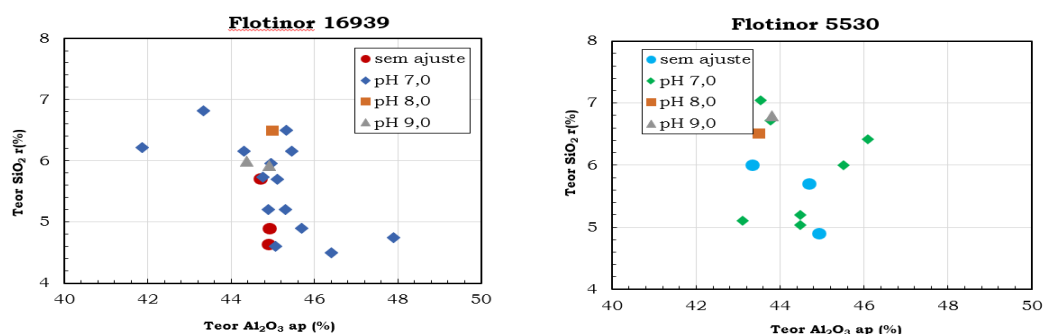 Flotinor 16939
8
7
6
5
4
40 42 44 46 48 50
Teor SiO₂ r(%)
Teor Al₂O₃ ap (%)
sem ajuste
pH 7,0
pH 8,0
pH 9,0
Flotinor 5530
8
7
6
5
4
40 42 44 46 48 50
Teor SiO₂ r(%)
Teor Al₂O₃ ap (%)
sem ajuste
pH 7,0
pH 8,0
pH 9,0